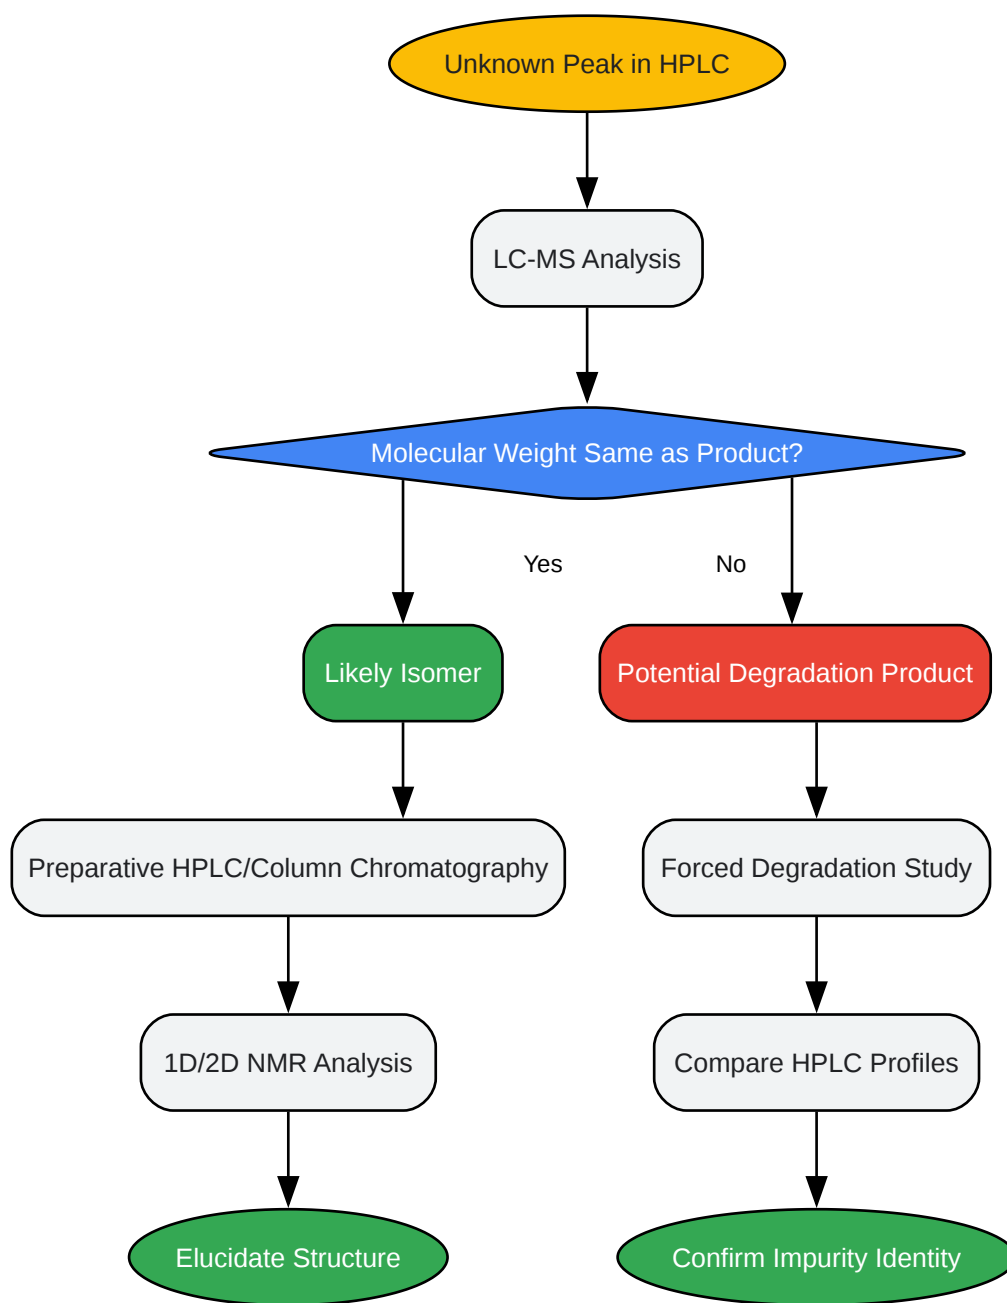 Unknown Peak in HPLC
LC-MS Analysis
Molecular Weight Same as Product?
Yes
No
Likely Isomer
Potential Degradation Product
Preparative HPLC/Column Chromatography
Forced Degradation Study
1D/2D NMR Analysis
Compare HPLC Profiles
Elucidate Structure
Confirm Impurity Identity